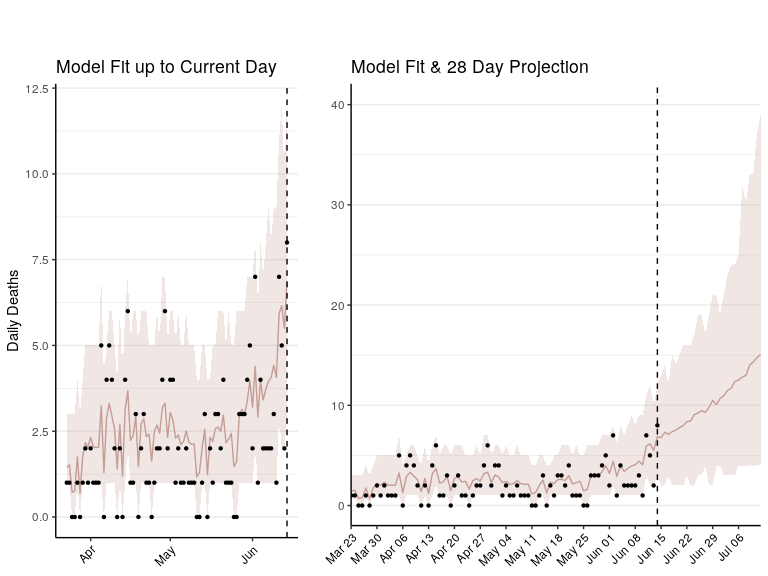 Model Fit up to Current Day
Daily Deaths
12.5
10.0
7.5
5.0
2.5
0.0
Apr
May
Jun
Model Fit & 28 Day Projection
40
30
20
10
0
Mar 23
Mar 30
Apr 06
Apr 13
Apr 20
Apr 27
May 04
May 11
May 18
May 25
Jun 01
Jun 08
Jun 15
Jun 22
Jun 29
Jul 06